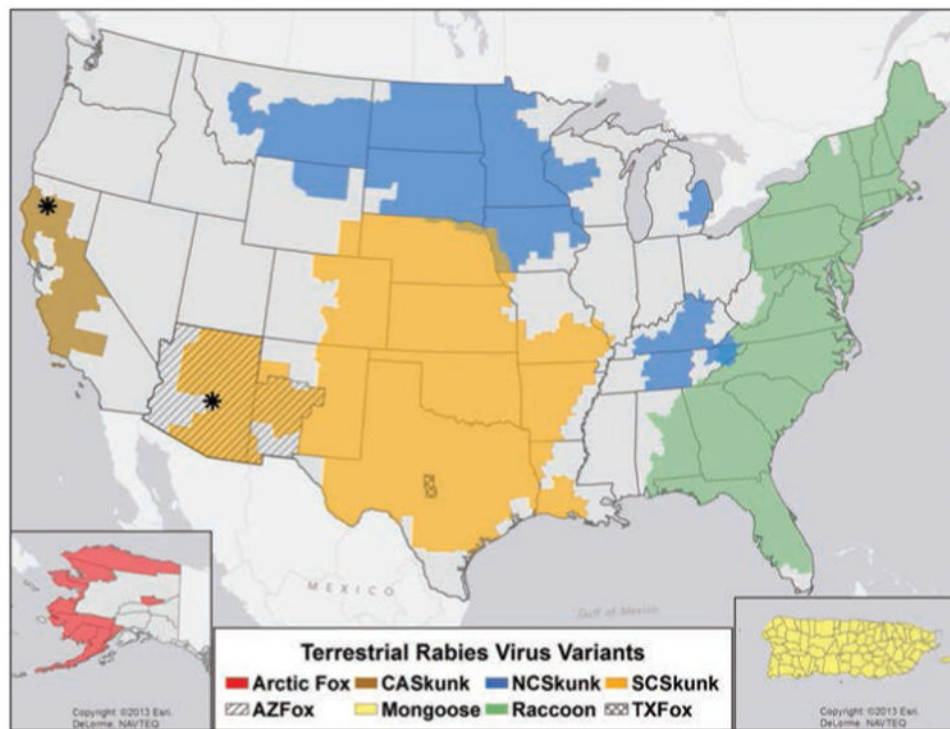 MEXICO
Gulf of Mexico
Terrestrial Rabies Virus Variants
Arctic Fox CASkunk NCSkunk SCSkunk
AZFox Mongoose Raccoon TXFox
Copyright: ©2013 Esri,
DeLorme, NAVTEQ
Copyright: ©2013 Esri,
DeLorme, NAVTEQ